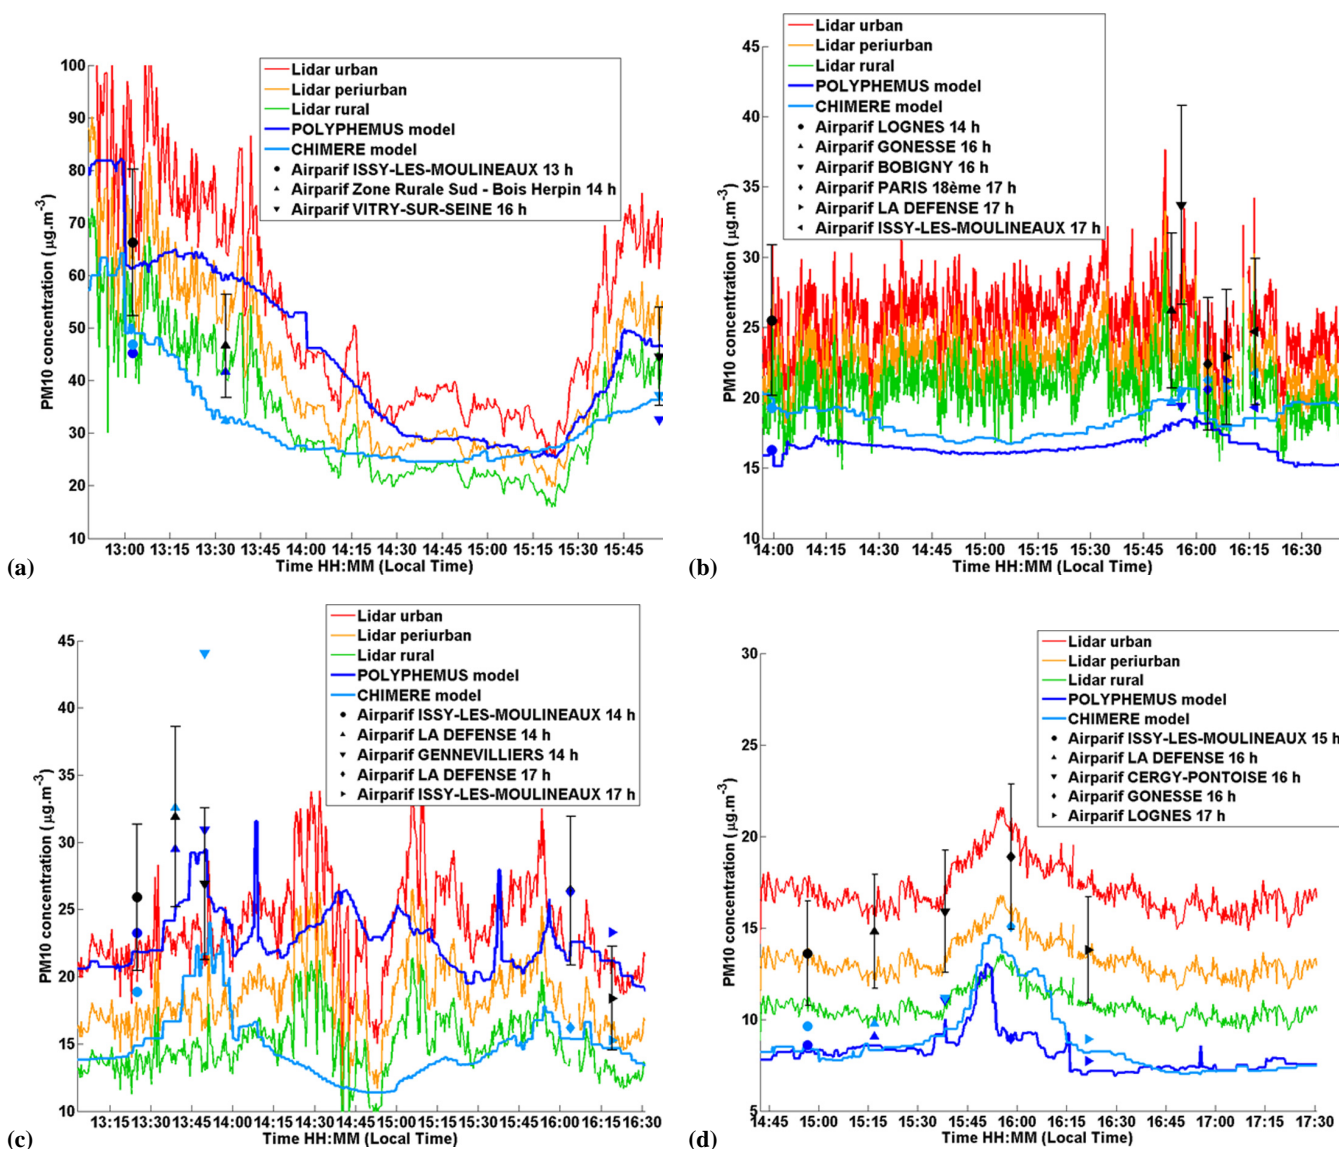 (a)
PM10 concentration (µg.m-3)
100
90
80
70
60
50
40
30
20
10
Lidar urban
Lidar periurban
Lidar rural
POLYPHEMUS model
CHIMERE model
Airparif ISSY-LES-MOULINEAUX 13 h
Airparif Zone Rurale Sud - Bois Herpin 14 h
Airparif VITRY-SUR-SEINE 16 h
13:00 13:15 13:30 13:45 14:00 14:15 14:30 14:45 15:00 15:15 15:30 15:45
Time HH:MM (Local Time)
(b)
PM10 concentration (µg.m-3)
45
40
35
30
25
20
15
10
Lidar urban
Lidar periurban
Lidar rural
POLYPHEMUS model
CHIMERE model
Airparif LOGNES 14 h
Airparif GONESSE 16 h
Airparif BOBIGNY 16 h
Airparif PARIS 18ème 17 h
Airparif LA DEFENSE 17 h
Airparif ISSY-LES-MOULINEAUX 17 h
14:00 14:15 14:30 14:45 15:00 15:15 15:30 15:45 16:00 16:15 16:30
Time HH:MM (Local Time)
(c)
PM10 concentration (µg.m-3)
45
40
35
30
25
20
15
10
Lidar urban
Lidar periurban
Lidar rural
POLYPHEMUS model
CHIMERE model
Airparif ISSY-LES-MOULINEAUX 14 h
Airparif LA DEFENSE 14 h
Airparif GENNEVILLIERS 14 h
Airparif LA DEFENSE 17 h
Airparif ISSY-LES-MOULINEAUX 17 h
13:15 13:30 13:45 14:00 14:15 14:30 14:45 15:00 15:15 15:30 15:45 16:00 16:15 16:30
Time HH:MM (Local Time)
(d)
PM10 concentration (µg.m-3)
30
25
20
15
10
5
Lidar urban
Lidar periurban
Lidar rural
POLYPHEMUS model
CHIMERE model
Airparif ISSY-LES-MOULINEAUX 15 h
Airparif LA DEFENSE 16 h
Airparif CERGY-PONTOISE 16 h
Airparif GONESSE 16 h
Airparif LOGNES 17 h
14:45 15:00 15:15 15:30 15:45 16:00 16:15 16:30 16:45 17:00 17:15 17:30
Time HH:MM (Local Time)